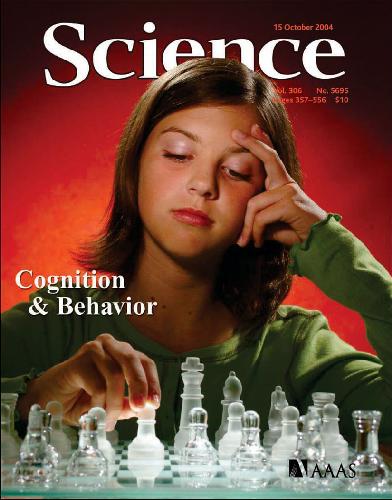 15 October 2004
Science
Vol. 306 No. 5695
Pages 357–556 $10
Cognition
& Behavior
AAAS